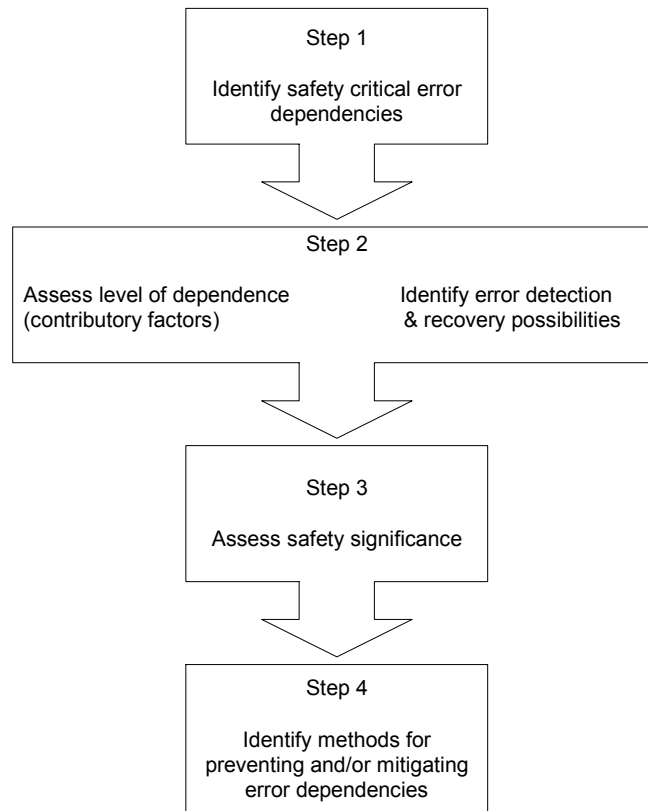 Step 1
Identify safety critical error
dependencies
Step 2
Assess level of dependence
(contributory factors)
Identify error detection
& recovery possibilities
Step 3
Assess safety significance
Step 4
Identify methods for
preventing and/or mitigating
error dependencies